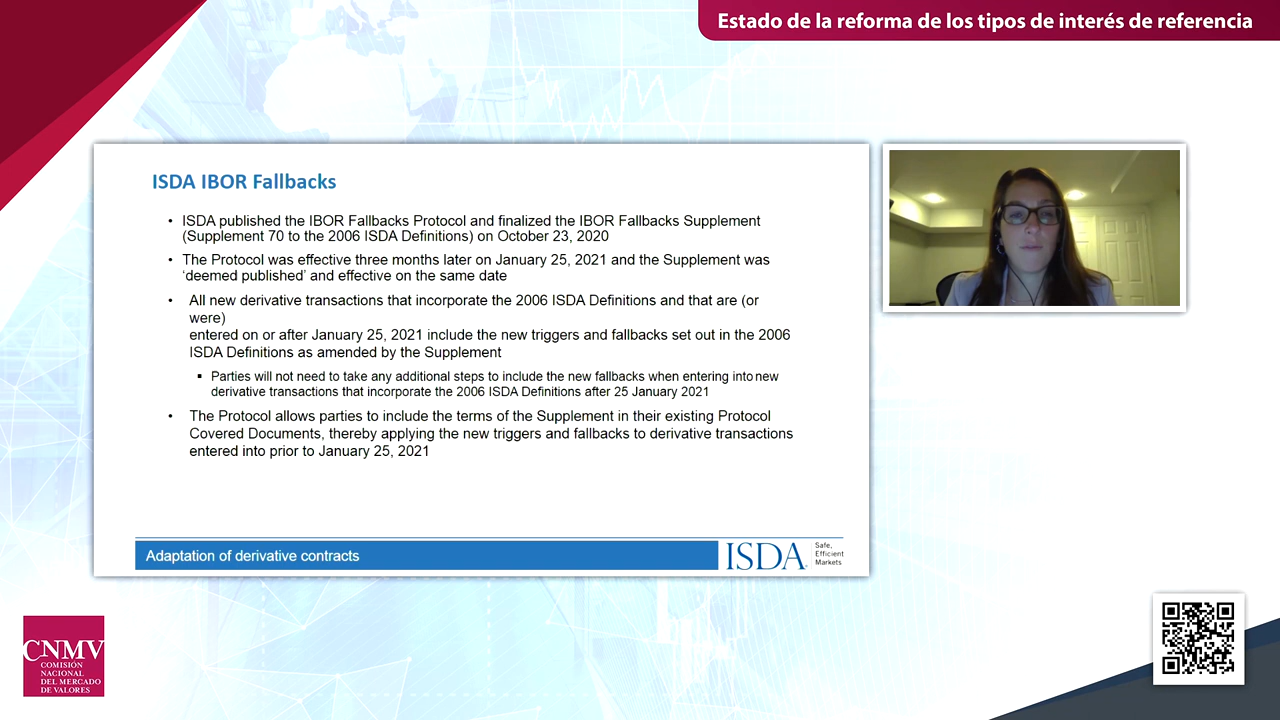 Estado de la reforma de los tipos de interés de referencia
ISDA IBOR Fallbacks
• ISDA published the IBOR Fallbacks Protocol and finalized the IBOR Fallbacks Supplement
(Supplement 70 to the 2006 ISDA Definitions) on October 23, 2020
• The Protocol was effective three months later on January 25, 2021 and the Supplement was
‘deemed published’ and effective on the same date
• All new derivative transactions that incorporate the 2006 ISDA Definitions and that are (or
were)
entered on or after January 25, 2021 include the new triggers and fallbacks set out in the 2006
ISDA Definitions as amended by the Supplement
▪ Parties will not need to take any additional steps to include the new fallbacks when entering into new
derivative transactions that incorporate the 2006 ISDA Definitions after 25 January 2021
• The Protocol allows parties to include the terms of the Supplement in their existing Protocol
Covered Documents, thereby applying the new triggers and fallbacks to derivative transactions
entered into prior to January 25, 2021
Adaptation of derivative contracts
ISDA
Safe,
Efficient
Markets
CNMV
COMISIÓN
NACIONAL
DEL MERCADO
DE VALORES